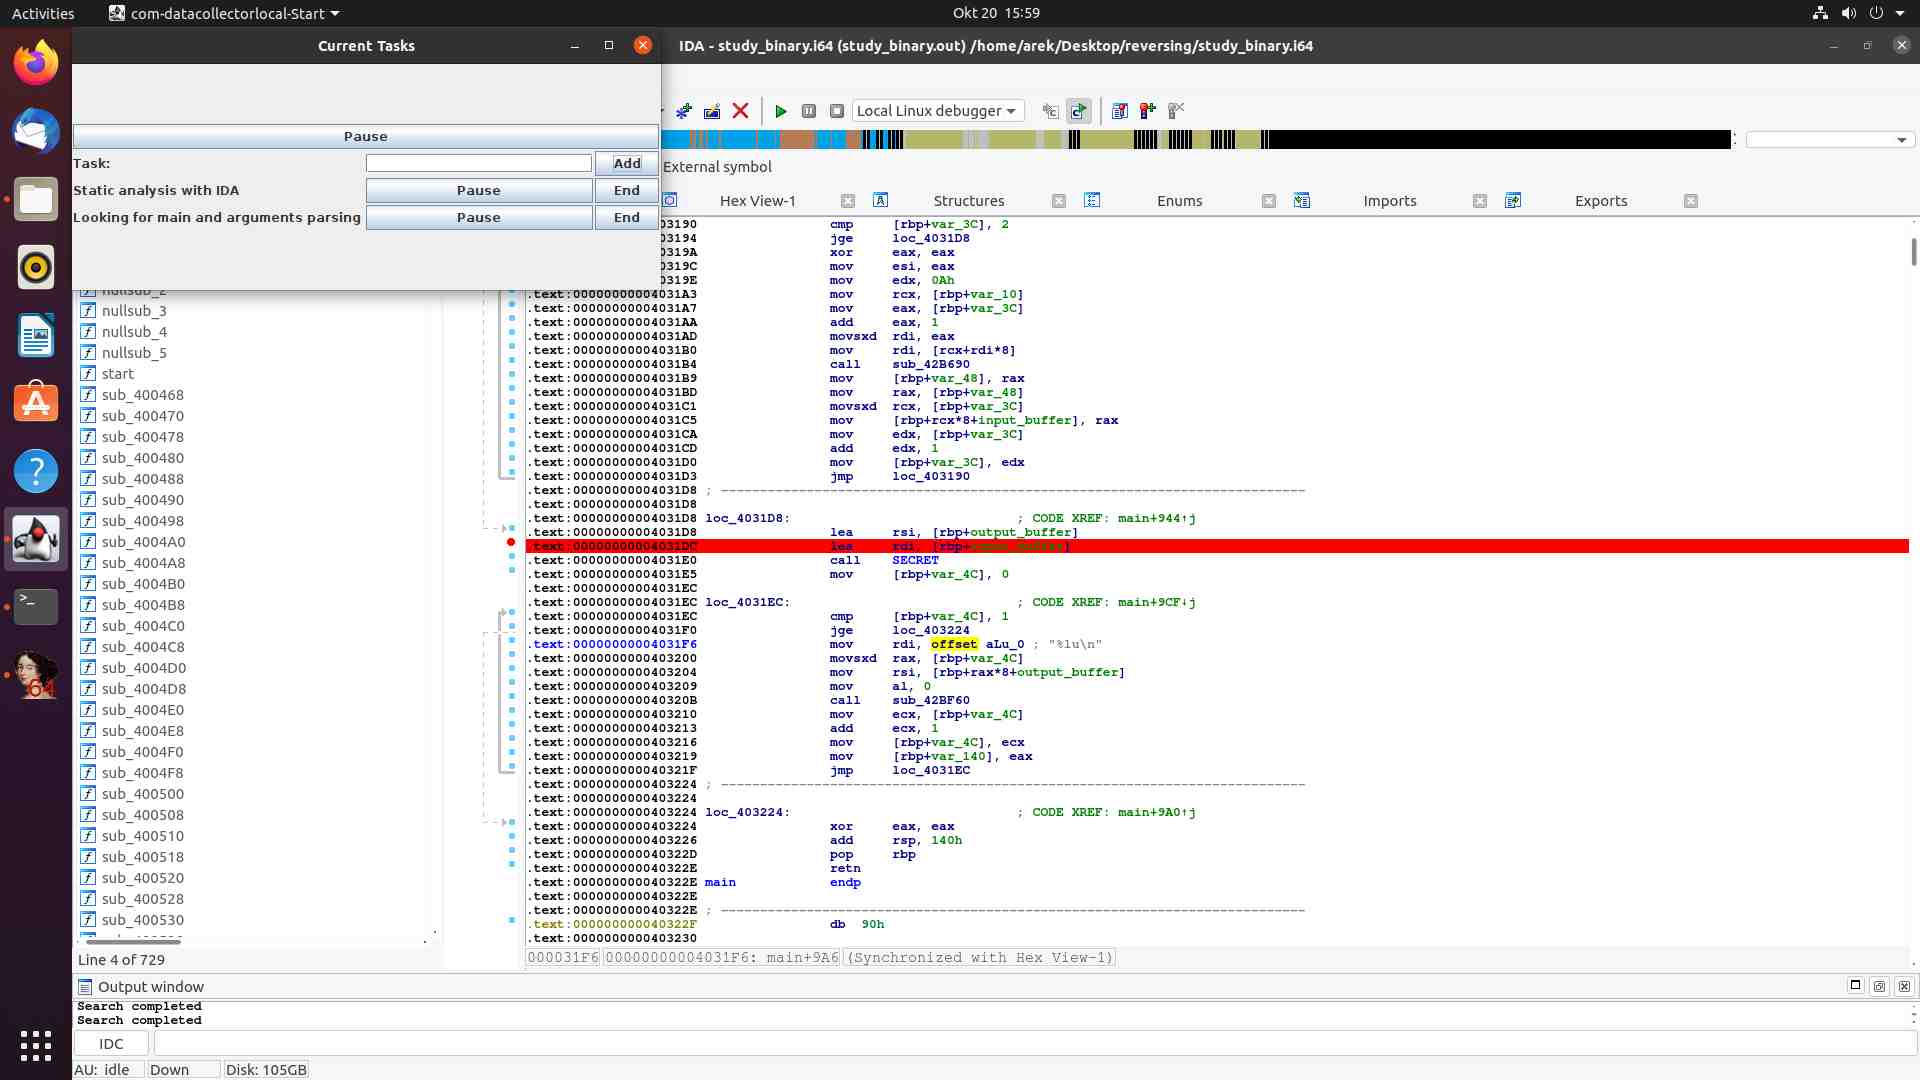 Activities
com-datacollectorlocal-Start
Okt 20 15:59
Current Tasks
IDA - study_binary.i64 (study_binary.out) /home/arek/Desktop/reversing/study_binary.i64
Local Linux debugger
Pause
Task:
Add
External symbol
Static analysis with IDA
Pause
End
Looking for main and arguments parsing
Pause
End
Hex View-1
Structures
Enums
Imports
Exports
nullsub_2
nullsub_3
nullsub_4
nullsub_5
start
sub_400468
sub_400470
sub_400478
sub_400480
sub_400488
sub_400490
sub_400498
sub_4004A0
sub_4004A8
sub_4004B0
sub_4004B8
sub_4004C0
sub_4004C8
sub_4004D0
sub_4004D8
sub_4004E0
sub_4004E8
sub_4004F0
sub_4004F8
sub_400500
sub_400508
sub_400510
sub_400518
sub_400520
sub_400528
sub_400530
Line 4 of 729
03190 cmp [rbp+var_3C], 2
03194 jge loc_4031D8
0319A xor eax, eax
0319C mov esi, eax
0319E mov edx, 0Ah
.text:00000000004031A3 mov rcx, [rbp+var_10]
.text:00000000004031A7 mov eax, [rbp+var_3C]
.text:00000000004031AA add eax, 1
.text:00000000004031AD movsxd rdi, eax
.text:00000000004031B0 mov rdi, [rcx+rdi*8]
.text:00000000004031B4 call sub_42B690
.text:00000000004031B9 mov [rbp+var_48], rax
.text:00000000004031BD mov rax, [rbp+var_48]
.text:00000000004031C1 movsxd rcx, [rbp+var_3C]
.text:00000000004031C5 mov [rbp+rcx*8+input_buffer], rax
.text:00000000004031CA mov edx, [rbp+var_3C]
.text:00000000004031CD add edx, 1
.text:00000000004031D0 mov [rbp+var_3C], edx
.text:00000000004031D3 jmp loc_403190
.text:00000000004031D8 ; ---------------------------------------------------------------------------
.text:00000000004031D8
.text:00000000004031D8 loc_4031D8: ; CODE XREF: main+944↑j
.text:00000000004031D8 lea rsi, [rbp+output_buffer]
.text:00000000004031DC lea rdi, [rbp+input_buffer]
.text:00000000004031E0 call SECRET
.text:00000000004031E5 mov [rbp+var_4C], 0
.text:00000000004031EC
.text:00000000004031EC loc_4031EC: ; CODE XREF: main+9CF↓j
.text:00000000004031EC cmp [rbp+var_4C], 1
.text:00000000004031F0 jge loc_403224
.text:00000000004031F6 mov rdi, offset aLu_0 ; "%lu\n"
.text:0000000000403200 movsxd rax, [rbp+var_4C]
.text:0000000000403204 mov rsi, [rbp+rax*8+output_buffer]
.text:0000000000403209 mov al, 0
.text:000000000040320B call sub_42BF60
.text:0000000000403210 mov ecx, [rbp+var_4C]
.text:0000000000403213 add ecx, 1
.text:0000000000403216 mov [rbp+var_4C], ecx
.text:0000000000403219 mov [rbp+var_140], eax
.text:000000000040321F jmp loc_4031EC
.text:0000000000403224 ; ---------------------------------------------------------------------------
.text:0000000000403224
.text:0000000000403224 loc_403224: ; CODE XREF: main+9A0↑j
.text:0000000000403224 xor eax, eax
.text:0000000000403226 add rsp, 140h
.text:000000000040322D pop rbp
.text:000000000040322E retn
.text:000000000040322E main endp
.text:000000000040322E
.text:000000000040322E ; ---------------------------------------------------------------------------
.text:000000000040322F db 90h
.text:0000000000403230
000031F6 00000000004031F6: main+9A6 (Synchronized with Hex View-1)
Output window
Search completed
Search completed
IDC
AU: idle Down Disk: 105GB
64